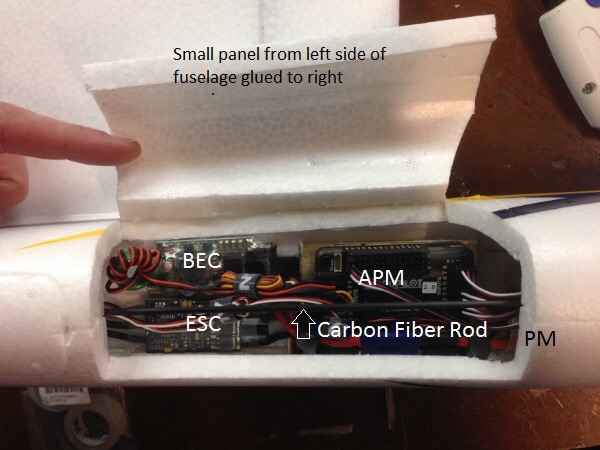 Small panel from left side of
fuselage glued to right
BEC
APM
ESC
Carbon Fiber Rod
PM